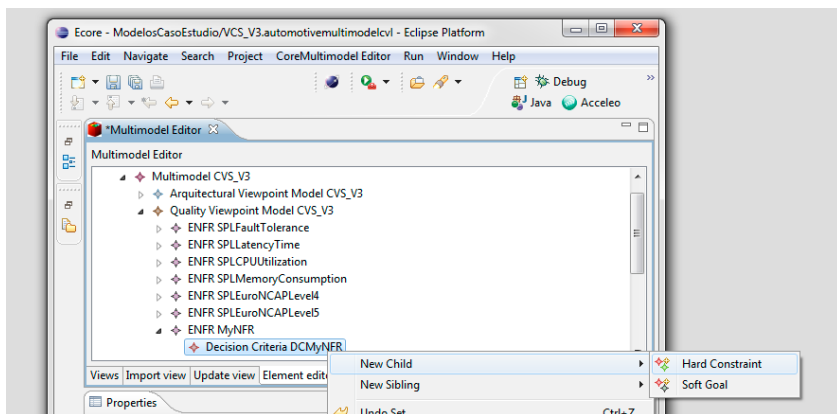 Ecore - ModelosCasoEstudio/VCS_V3.automotivemultimodelcvl - Eclipse Platform
File Edit Navigate Search Project CoreMultimodel Editor Run Window Help
Debug
Java Acceleo
*Multimodel Editor
Multimodel Editor
Multimodel CVS_V3
Arquitectural Viewpoint Model CVS_V3
Quality Viewpoint Model CVS_V3
ENFR SPLFaultTolerance
ENFR SPLLatencyTime
ENFR SPLCPUUtilization
ENFR SPLMemoryConsumption
ENFR SPLEuroNCAPLevel4
ENFR SPLEuroNCAPLevel5
ENFR MyNFR
Decision Criteria DCMyNFR
New Child Hard Constraint
Views Import view Update view Element edit
New Sibling Soft Goal
Properties
Undo Set Ctrl+Z